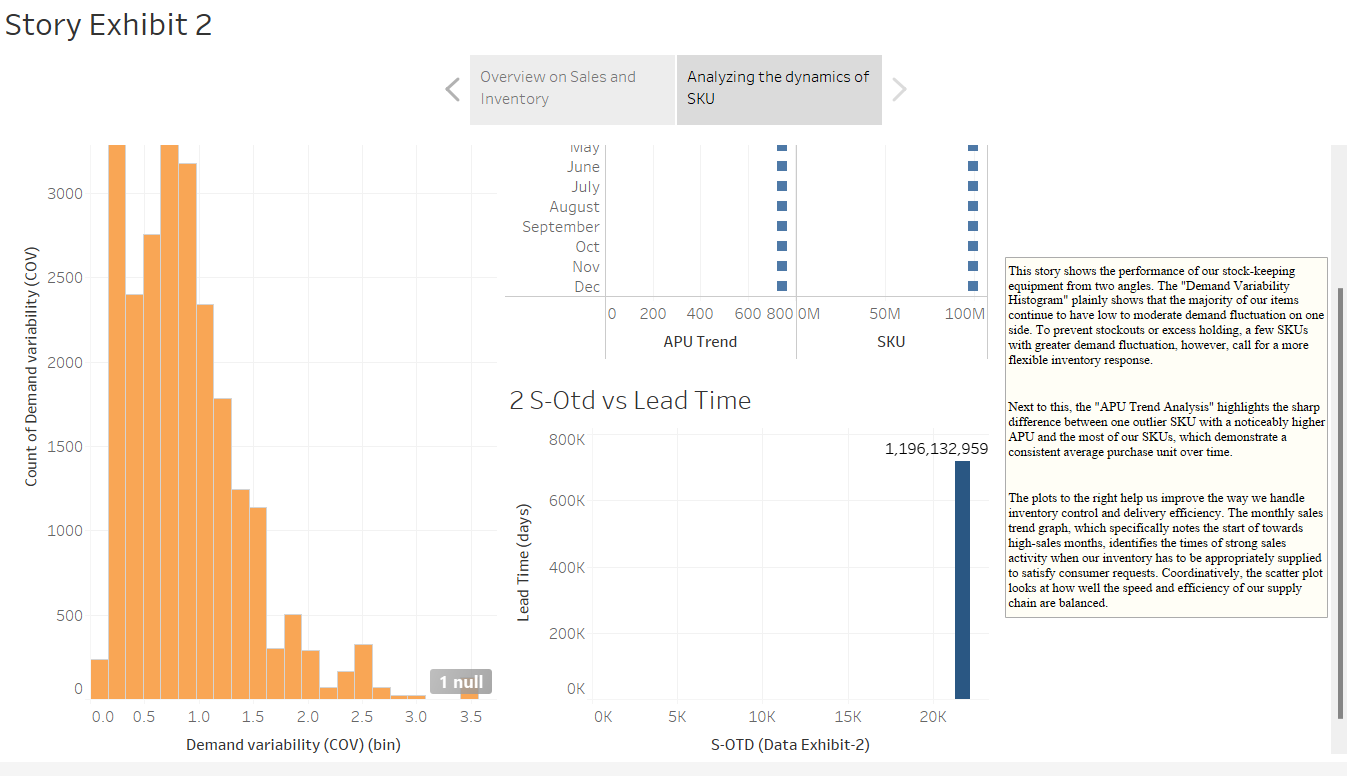 Story Exhibit 2
Overview on Sales and
Inventory
Analyzing the dynamics of
SKU
Count of Demand variability (COV)
3000
2500
2000
1500
1000
500
0
1 null
0.0 0.5 1.0 1.5 2.0 2.5 3.0 3.5
Demand variability (COV) (bin)
May
June
July
August
September
Oct
Nov
Dec
0 200 400 600 800 0M 50M 100M
APU Trend SKU
2 S-Otd vs Lead Time
Lead Time (days)
800K
1,196,132,959
600K
400K
200K
0K
0K 5K 10K 15K 20K
S-OTD (Data Exhibit-2)
This story shows the performance of our stock-keeping
equipment from two angles. The "Demand Variability
Histogram" plainly shows that the majority of our items
continue to have low to moderate demand fluctuation on one
side. To prevent stockouts or excess holding, a few SKUs
with greater demand fluctuation, however, call for a more
flexible inventory response.
Next to this, the "APU Trend Analysis" highlights the sharp
difference between one outlier SKU with a noticeably higher
APU and the most of our SKUs, which demonstrate a
consistent average purchase unit over time.
The plots to the right help us improve the way we handle
inventory control and delivery efficiency. The monthly sales
trend graph, which specifically notes the start of towards
high-sales months, identifies the times of strong sales
activity when our inventory has to be appropriately supplied
to satisfy consumer requests. Coordinatively, the scatter plot
looks at how well the speed and efficiency of our supply
chain are balanced.